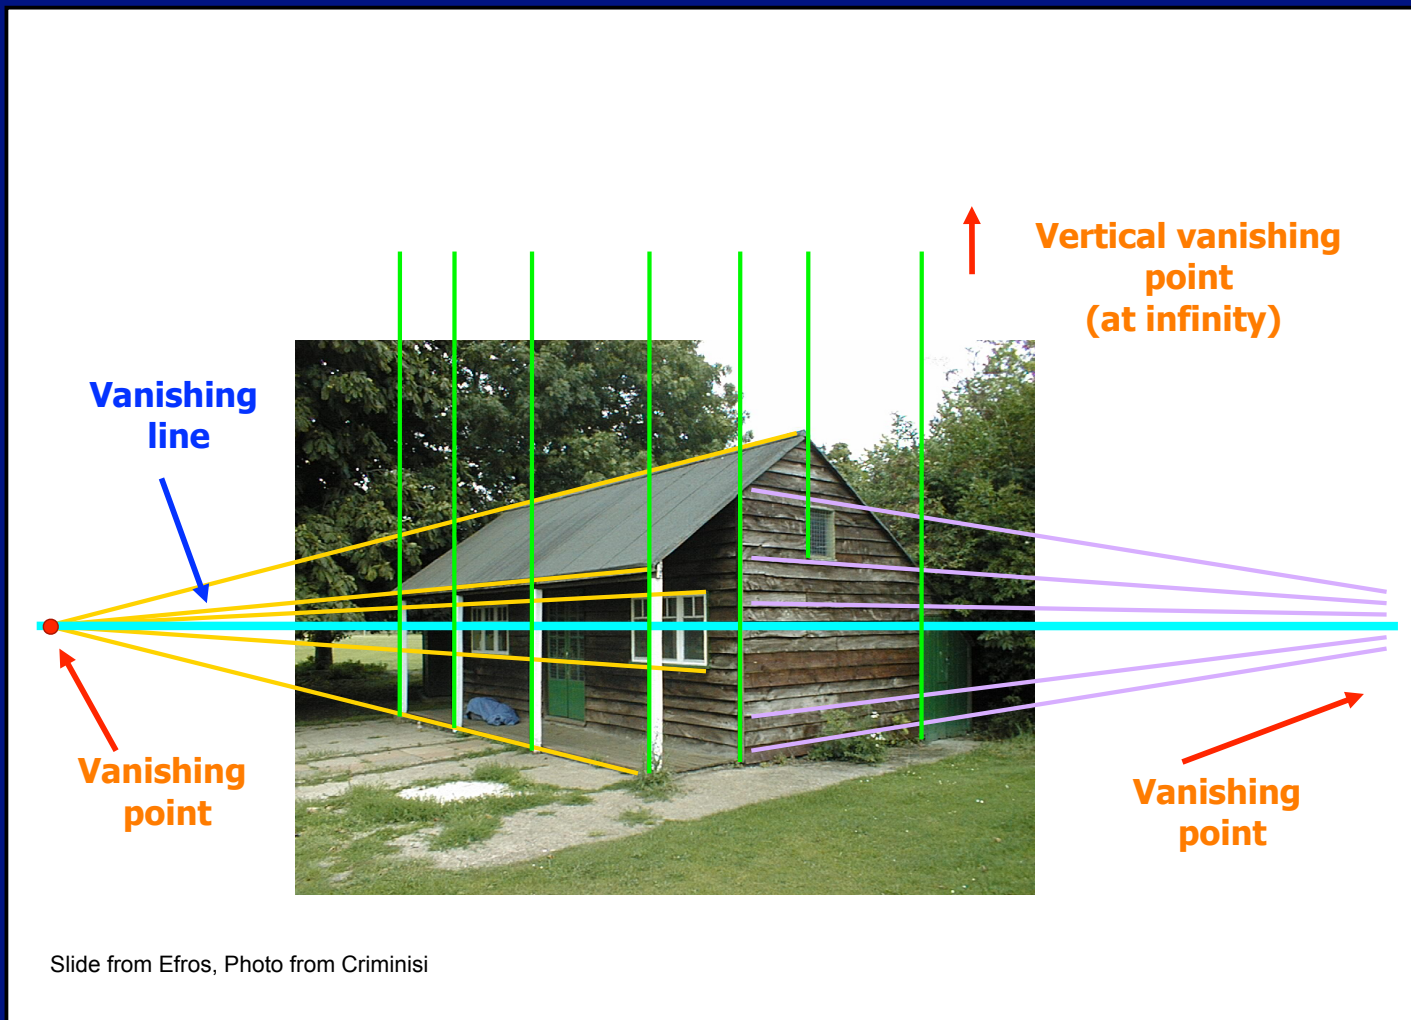 Vertical vanishing
point
(at infinity)
Vanishing
line
Vanishing
point
Vanishing
point
Slide from Efros, Photo from Criminisi